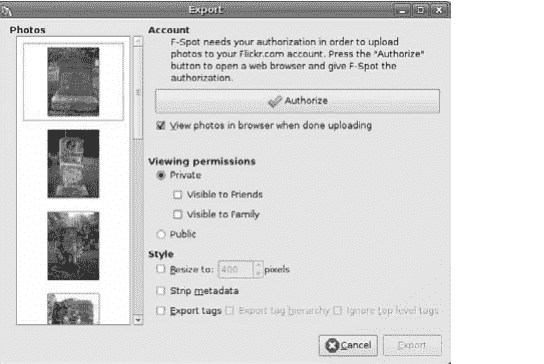 Export
Photos
Account
F-Spot needs your authorization in order to upload
photos to your Flickr.com account. Press the "Authorize"
button to open a web browser and give F-Spot the
authorization.
Authorize
View photos in browser when done uploading
Viewing permissions
Private
Visible to Friends
Visible to Family
Public
Style
Resize to: 400 pixels
Strip metadata
Export tags Export tag hierarchy Ignore top level tags
Cancel Export